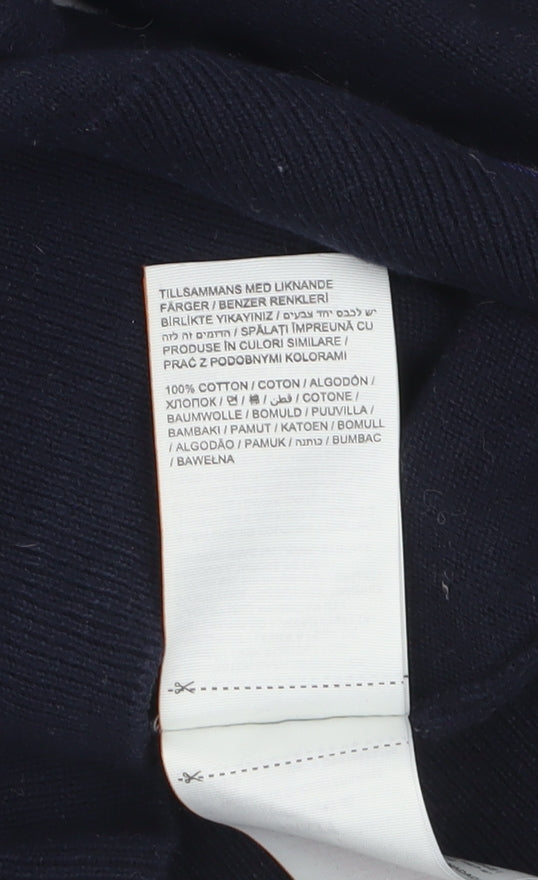 TILLSAMMANS MED LIKNANDE
FÄRGER / BENZER RENKLERİ
BİRLİKTE YIKAYINIZ / יש לכבס יחד צבעים
הדומים זה לזה / SPĂLAȚI ÎMPREUNĂ CU
PRODUSE ÎN CULORI SIMILARE /
PRAĆ Z PODOBNYMI KOLORAMI
100% COTTON / COTON / ALGODÓN /
ХЛОПОК / 면 / 棉 / قطن / COTONE /
BAUMWOLLE / BOMULD / PUUVILLA /
BAMBAKI / PAMUT / KATOEN / BOMULL
/ ALGODÃO / PAMUK / כותנה / BUMBAC
/ BAWEŁNA